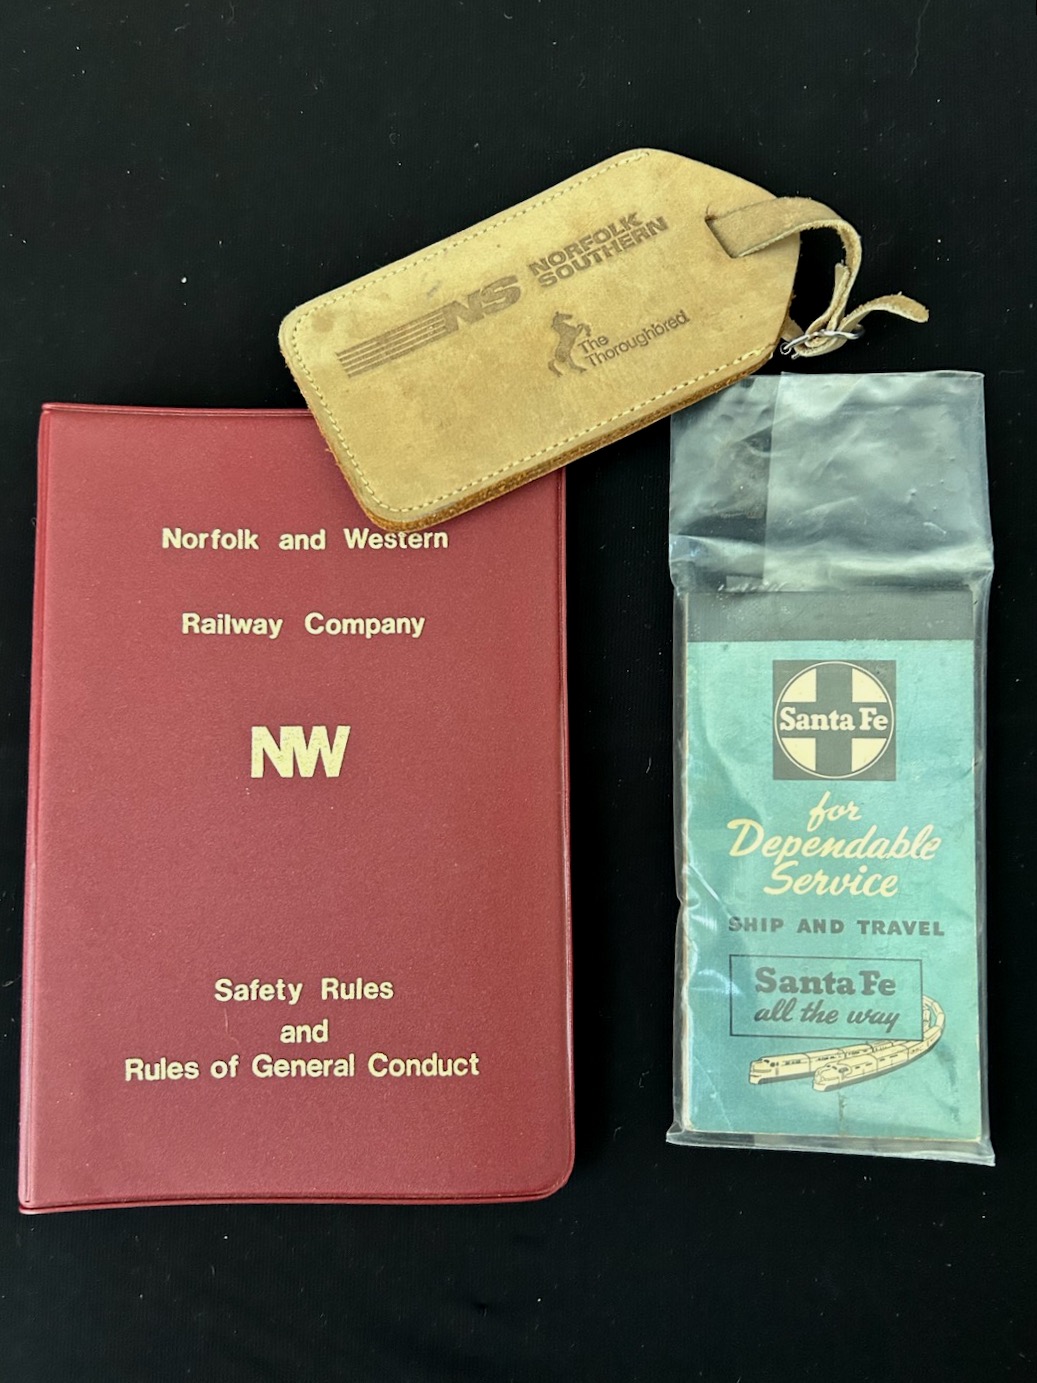 NS NORFOLK
SOUTHERN
The
Thoroughbred
Norfolk and Western
Railway Company
NW
Safety Rules
and
Rules of General Conduct
Santa Fe
for
Dependable
Service
SHIP AND TRAVEL
Santa Fe
all the way